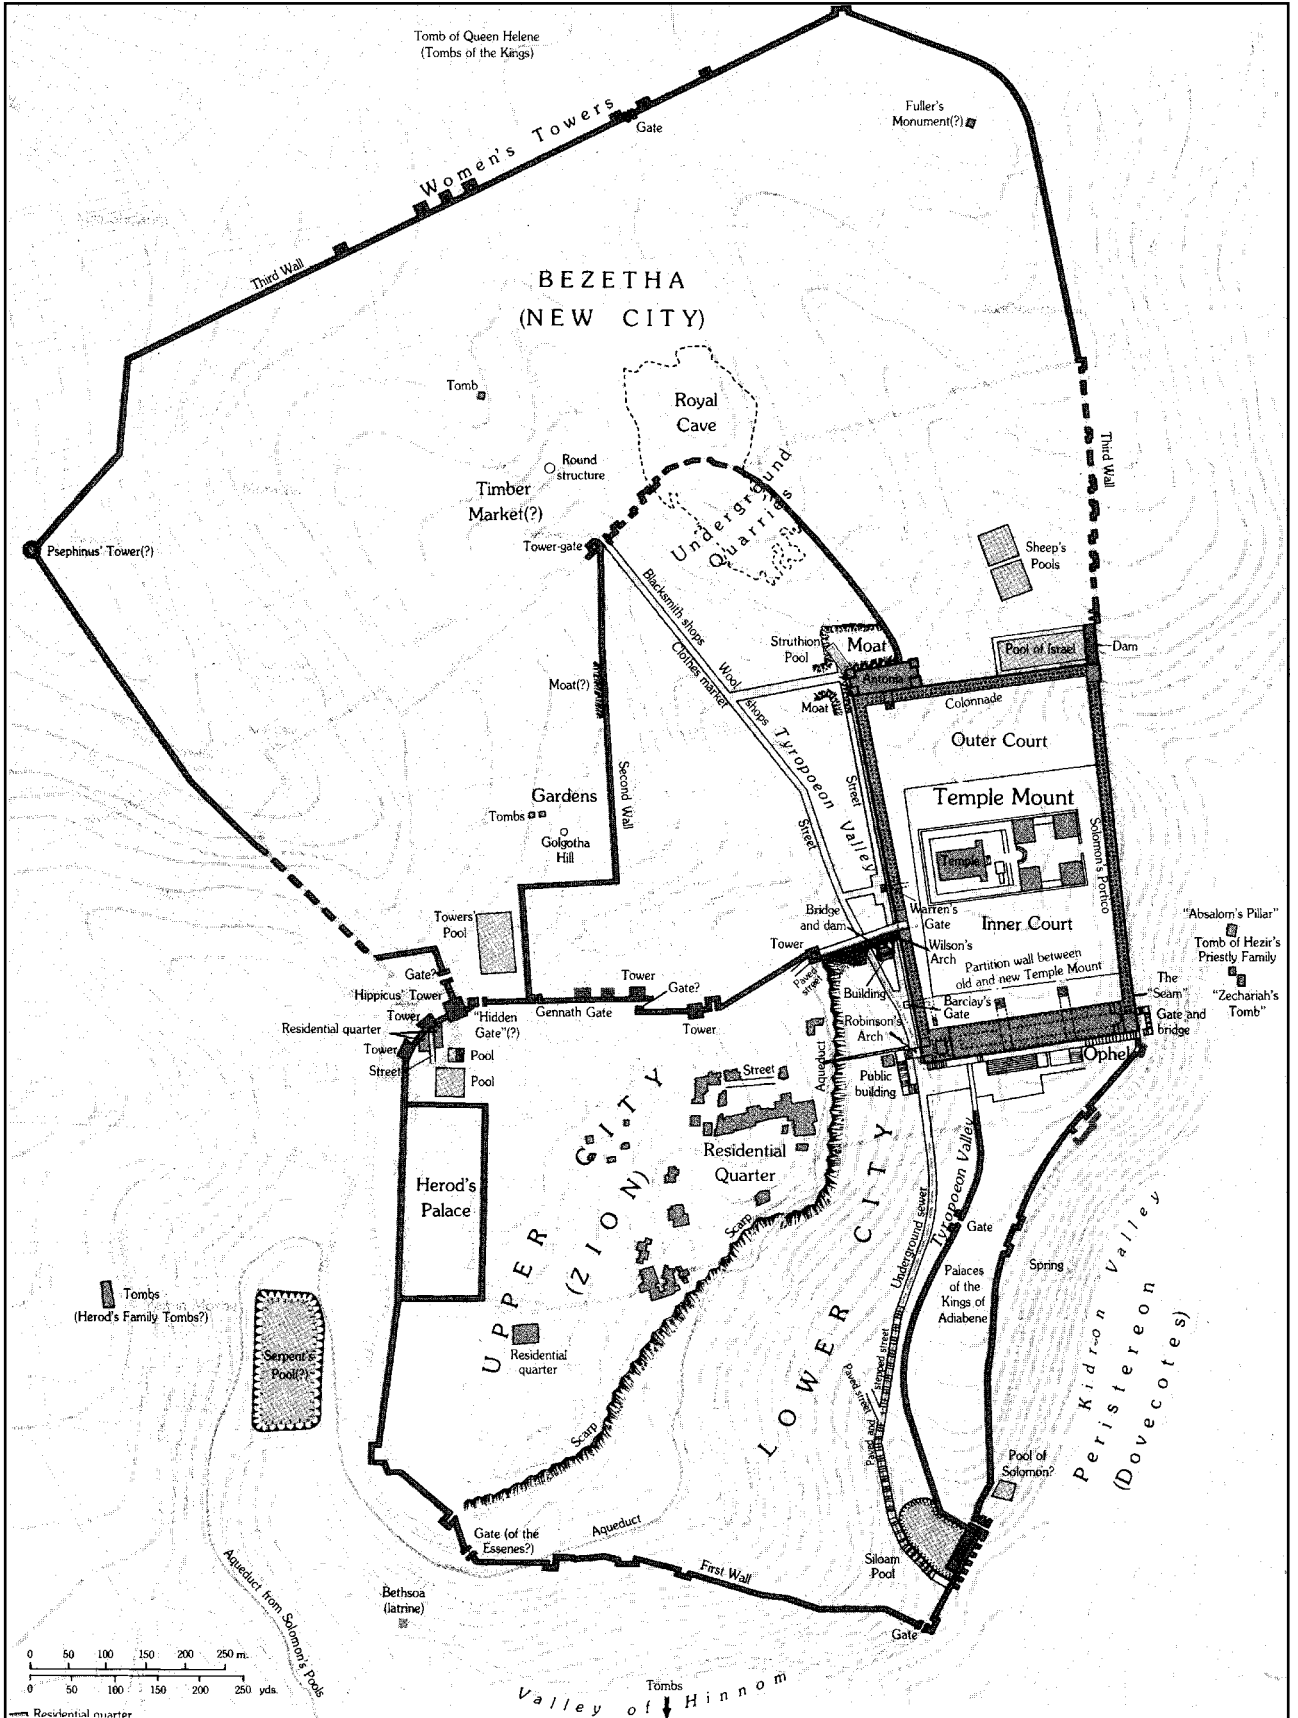 Tomb of Queen Helene
(Tombs of the Kings)
Women's Towers
Gate
Fuller's
Monument(?)
Third Wall
BEZETHA
(NEW CITY)
Tomb
Royal
Cave
Round
structure
Timber
Market(?)
Underground
Quarries
Third Wall
Psephinus' Tower(?)
Tower-gate
Sheep's
Pools
Blacksmith shops
Clothes market
Wool
shops
Struthion
Pool
Moat
Antonia
Pool of Israel
Dam
Moat(?)
Moat
Colonnade
Outer Court
Tyropoeon Valley
Street
Street
Second Wall
Gardens
Tombs
Golgotha
Hill
Temple Mount
Temple
Solomon's Portico
Inner Court
Towers
Pool
Bridge
and dam
Warren's
Gate
Tower
Wilson's
Arch
Partition wall between
old and new Temple Mount
"Absalom's Pillar"
Tomb of Hezir's
Priestly Family
"Zechariah's
Tomb"
Gate?
Hippicus' Tower
Tower
Residential quarter
Tower
Street
"Hidden
Gate"(?)
Gennath Gate
Tower
Gate?
Tower
Paved
street
Building
Barclay's
Gate
Robinson's
Arch
The
"Seam"
Gate and
bridge
Ophel
Pool
Pool
Aqueduct
Public
building
Street
Residential
Quarter
Herod's
Palace
UPPER CITY
(ZION)
Scarp
LOWER CITY
Underground sewer
Tyropoeon Valley
Gate
Palaces
of the
Kings of
Adiabene
Spring
Kidron Valley
Peristereon
(Dovecotes)
Tombs
(Herod's Family Tombs?)
Serpent's
Pool(?)
Residential
quarter
Scarp
Paved street
Paved and stepped street
Pool of
Solomon?
Gate (of the
Essenes?)
Aqueduct
First Wall
Siloam
Pool
Gate
Aqueduct from Solomon's Pools
Bethsoa
(latrine)
0 50 100 150 200 250 m.
0 50 100 150 200 250 yds.
Residential quarter
Tombs
Valley of Hinnom